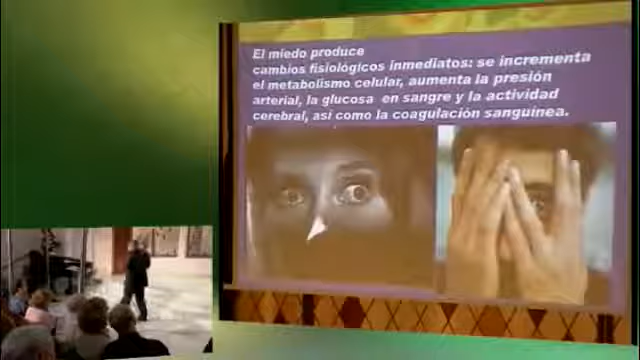 El miedo produce
cambios fisiológicos inmediatos: se incrementa
el metabolismo celular, aumenta la presión
arterial, la glucosa en sangre y la actividad
cerebral, así como la coagulación sanguínea.